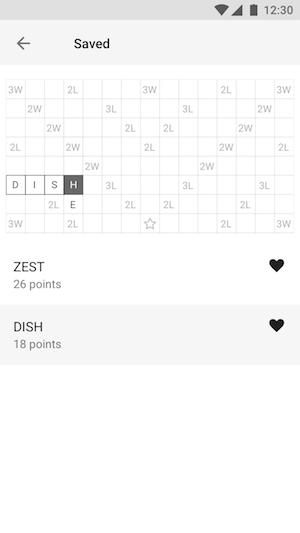 12:30
Saved
3W 2L 3W 2L 3W
2W 3L 3L 2W
2W 2L 2L 2W
2L 2W 2L 2W 2L
2W 2W
D I S H 3L 3L 3L
2L E 2L 2L 2L
3W 2L 2L 3W
ZEST
26 points
DISH
18 points